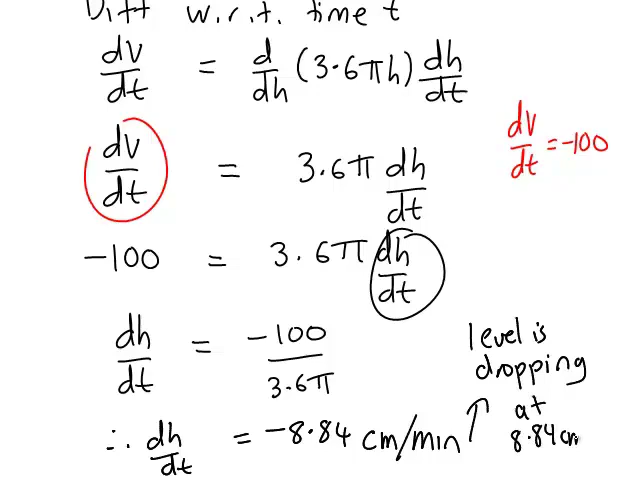 Diff w.r.t. time t
dv/dt = d/dh (3.6πh) dh/dt
dv/dt = 3.6π dh/dt
dv/dt = -100
-100 = 3.6π dh/dt
dh/dt = -100/3.6π
∴ dh/dt = -8.84 cm/min ↑
level is
dropping
at
8.84 cm